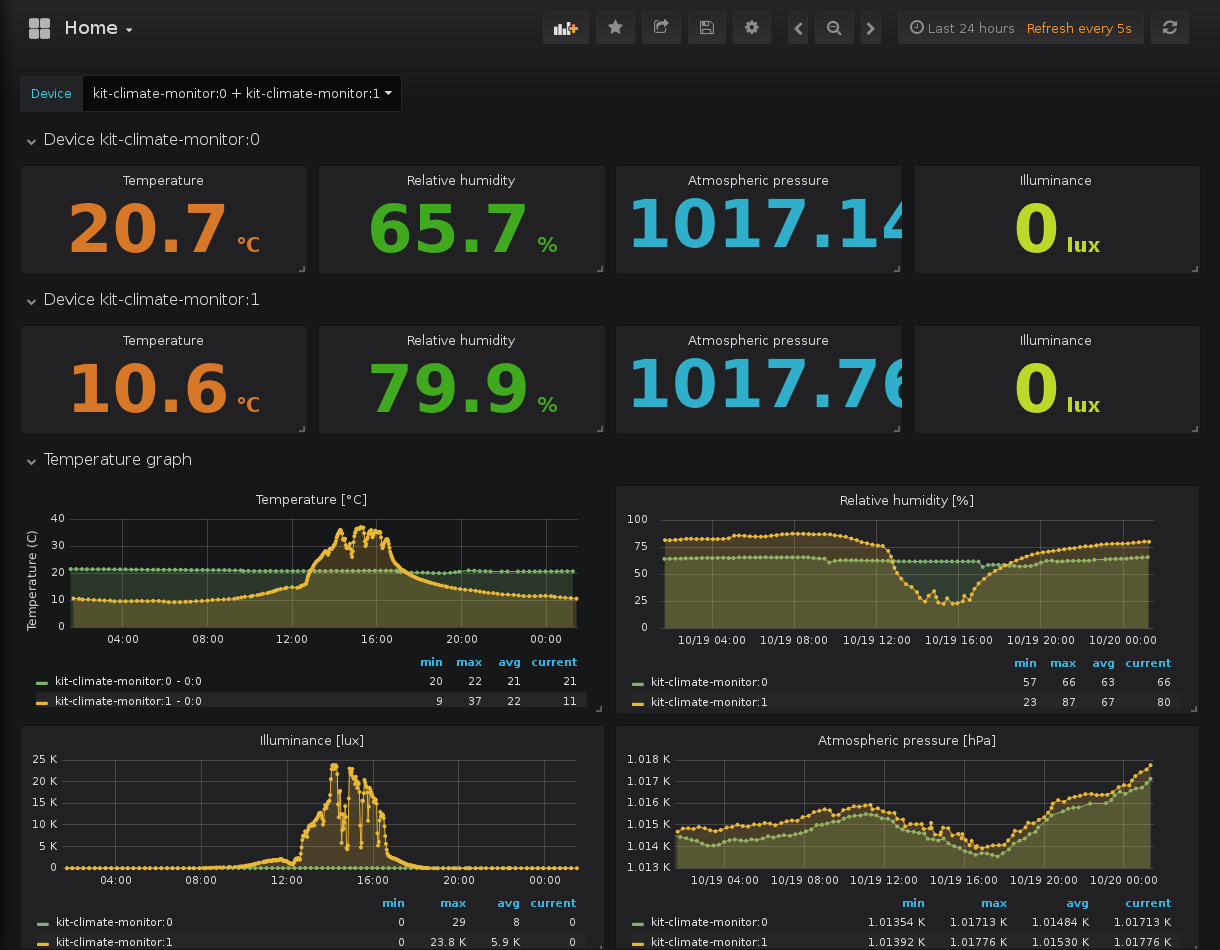 Home
Last 24 hours Refresh every 5s
Device kit-climate-monitor:0 + kit-climate-monitor:1
Device kit-climate-monitor:0
Temperature Relative humidity Atmospheric pressure Illuminance
20.7 °C 65.7 % 1017.14 0 lux
Device kit-climate-monitor:1
Temperature Relative humidity Atmospheric pressure Illuminance
10.6 °C 79.9 % 1017.76 0 lux
Temperature graph
Temperature [°C]
Temperature (C)
40
30
20
10
0
04:00 08:00 12:00 16:00 20:00 00:00
min max avg current
kit-climate-monitor:0 - 0:0 20 22 21 21
kit-climate-monitor:1 - 0:0 9 37 22 11
Relative humidity [%]
100
75
50
25
0
10/19 04:00 10/19 08:00 10/19 12:00 10/19 16:00 10/19 20:00 10/20 00:00
min max avg current
kit-climate-monitor:0 57 66 63 66
kit-climate-monitor:1 23 87 67 80
Illuminance [lux]
25 K
20 K
15 K
10 K
5 K
0
04:00 08:00 12:00 16:00 20:00 00:00
min max avg current
kit-climate-monitor:0 0 29 8 0
kit-climate-monitor:1 0 23.8 K 5.9 K 0
Atmospheric pressure [hPa]
1.018 K
1.017 K
1.016 K
1.015 K
1.014 K
1.013 K
10/19 04:00 10/19 08:00 10/19 12:00 10/19 16:00 10/19 20:00 10/20 00:00
min max avg current
kit-climate-monitor:0 1.01354 K 1.01713 K 1.01484 K 1.01713 K
kit-climate-monitor:1 1.01392 K 1.01776 K 1.01530 K 1.01776 K